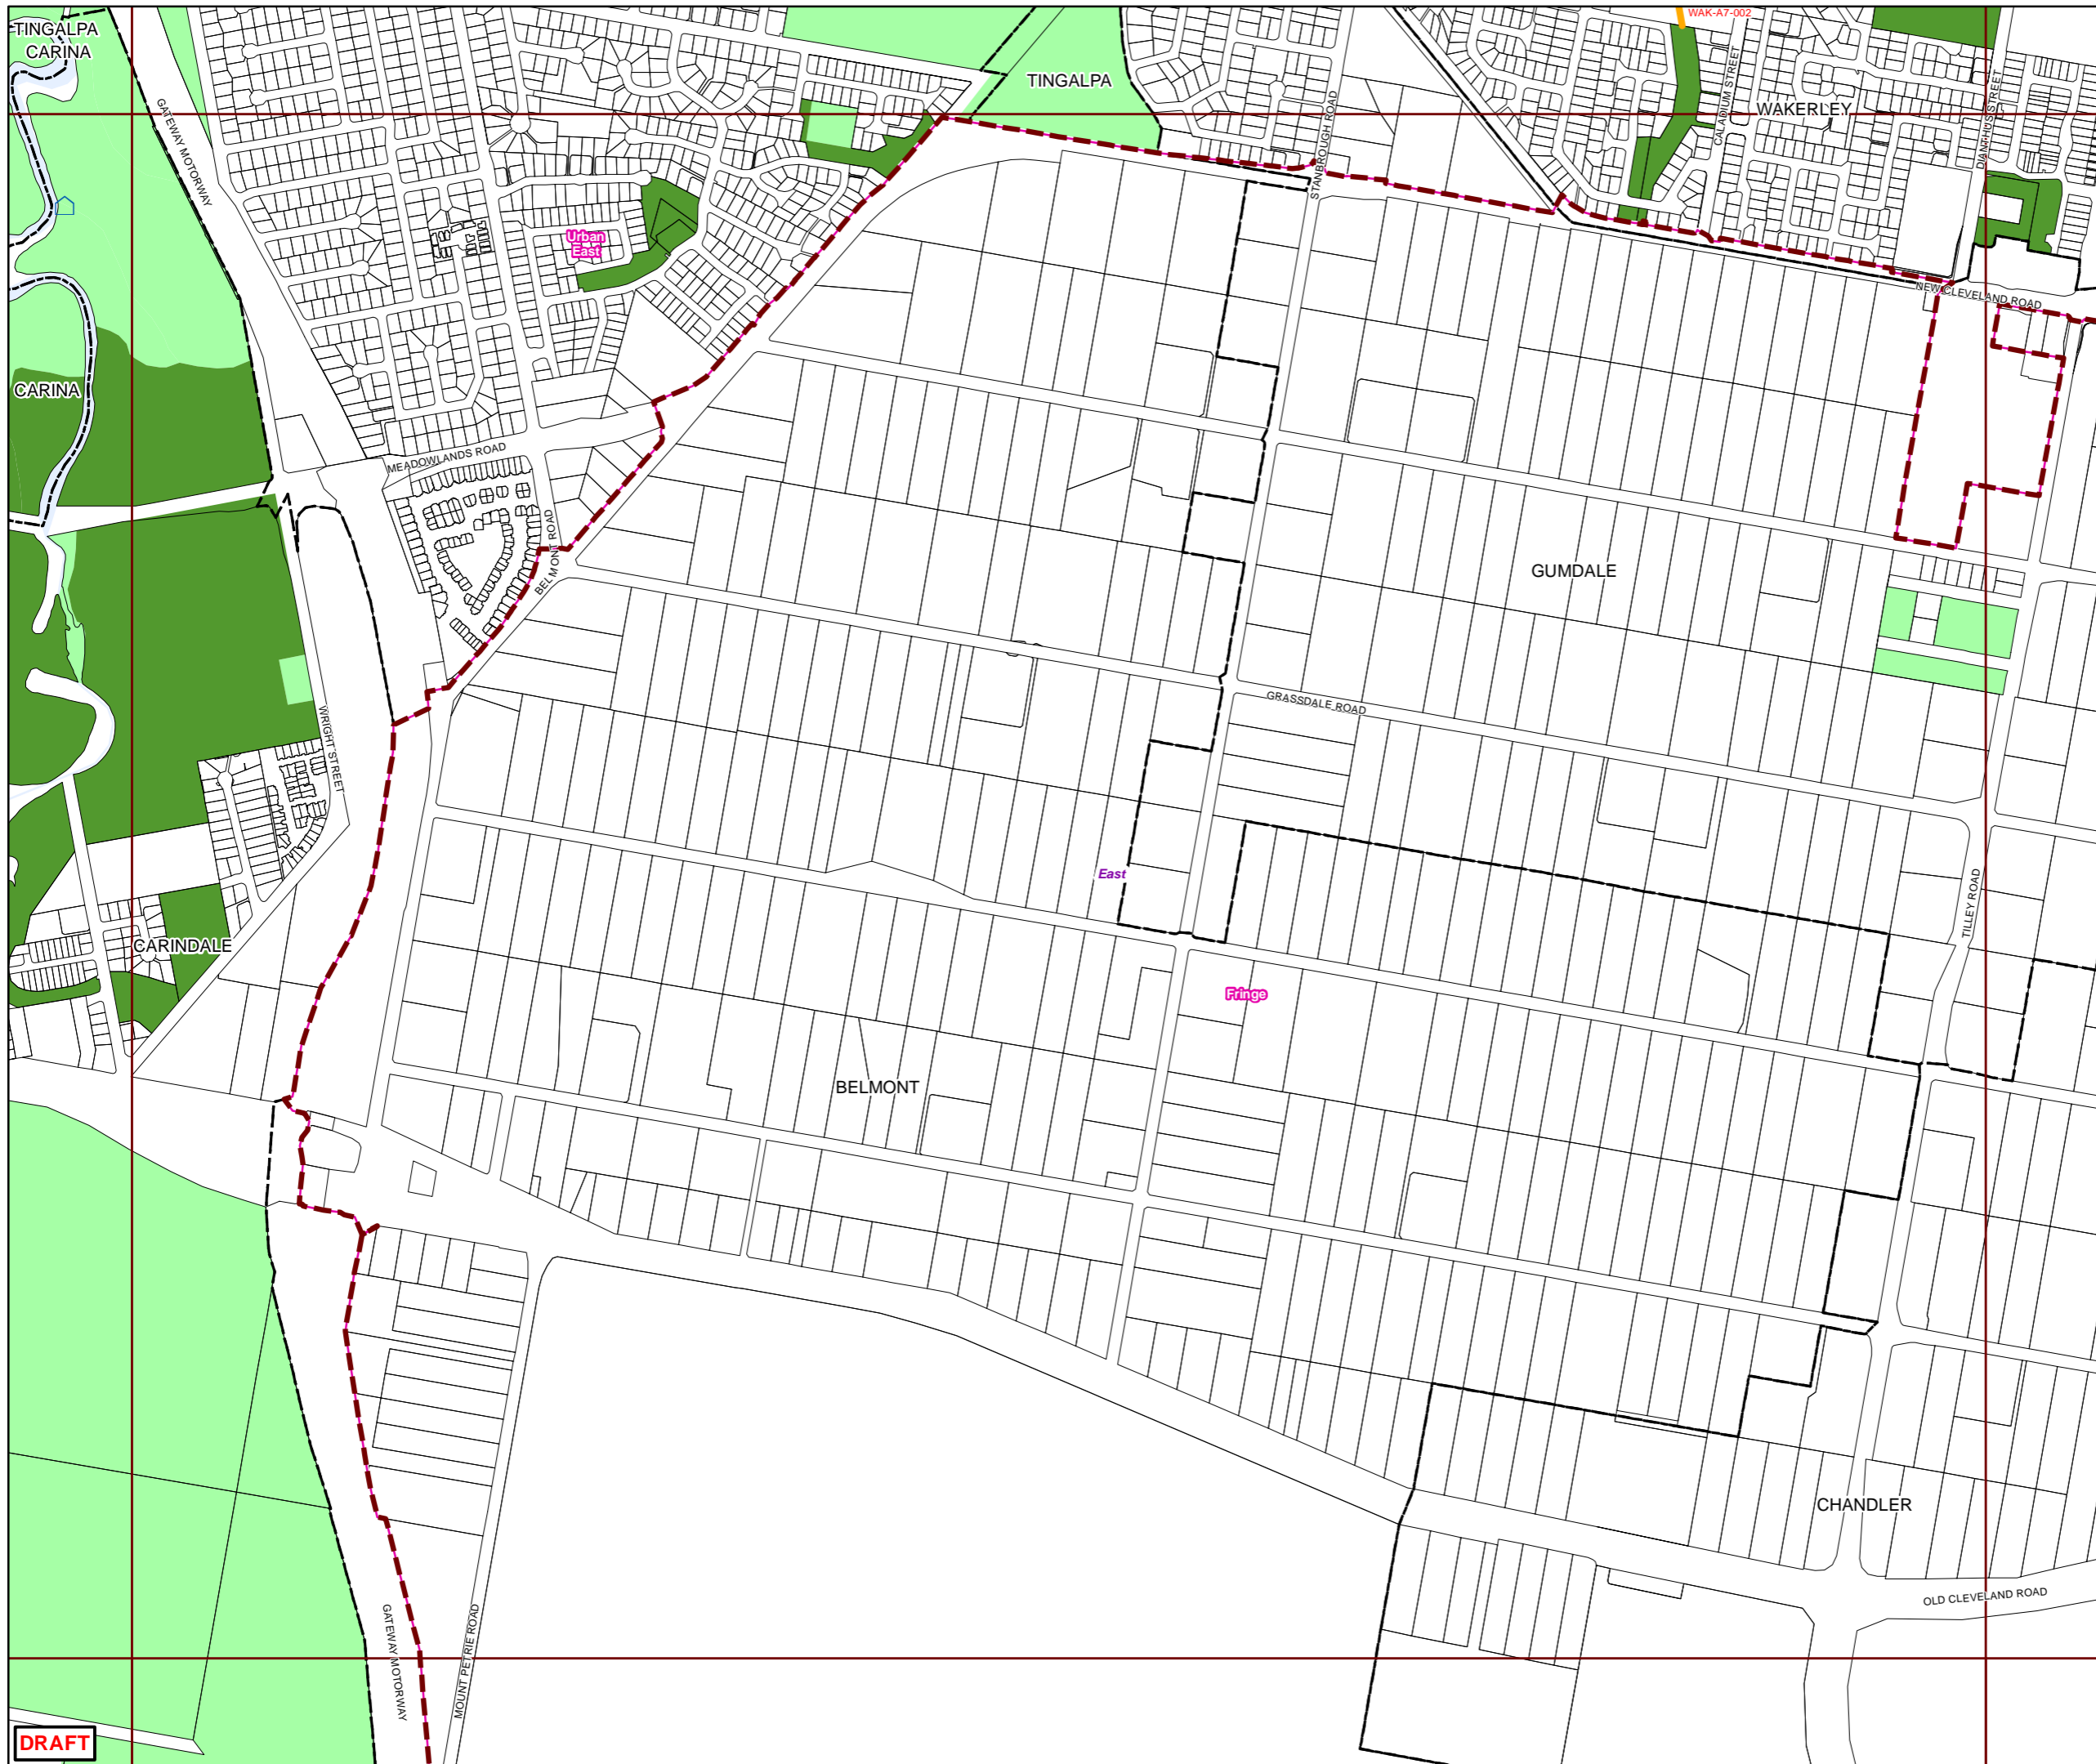 TINGALPA
CARINA
WAK-A7-002
TINGALPA
WAKERLEY
CALADIUM STREET
DIANTHUS STREET
STANBROUGH ROAD
GATEWAY MOTORWAY
Urban
East
NEW CLEVELAND ROAD
CARINA
MEADOWLANDS ROAD
BELMONT ROAD
GUMDALE
GRASSDALE ROAD
WRIGHT STREET
East
TILLEY ROAD
CARINDALE
Fringe
BELMONT
CHANDLER
OLD CLEVELAND ROAD
GATEWAY MOTORWAY
MOUNT PETRIE ROAD
DRAFT